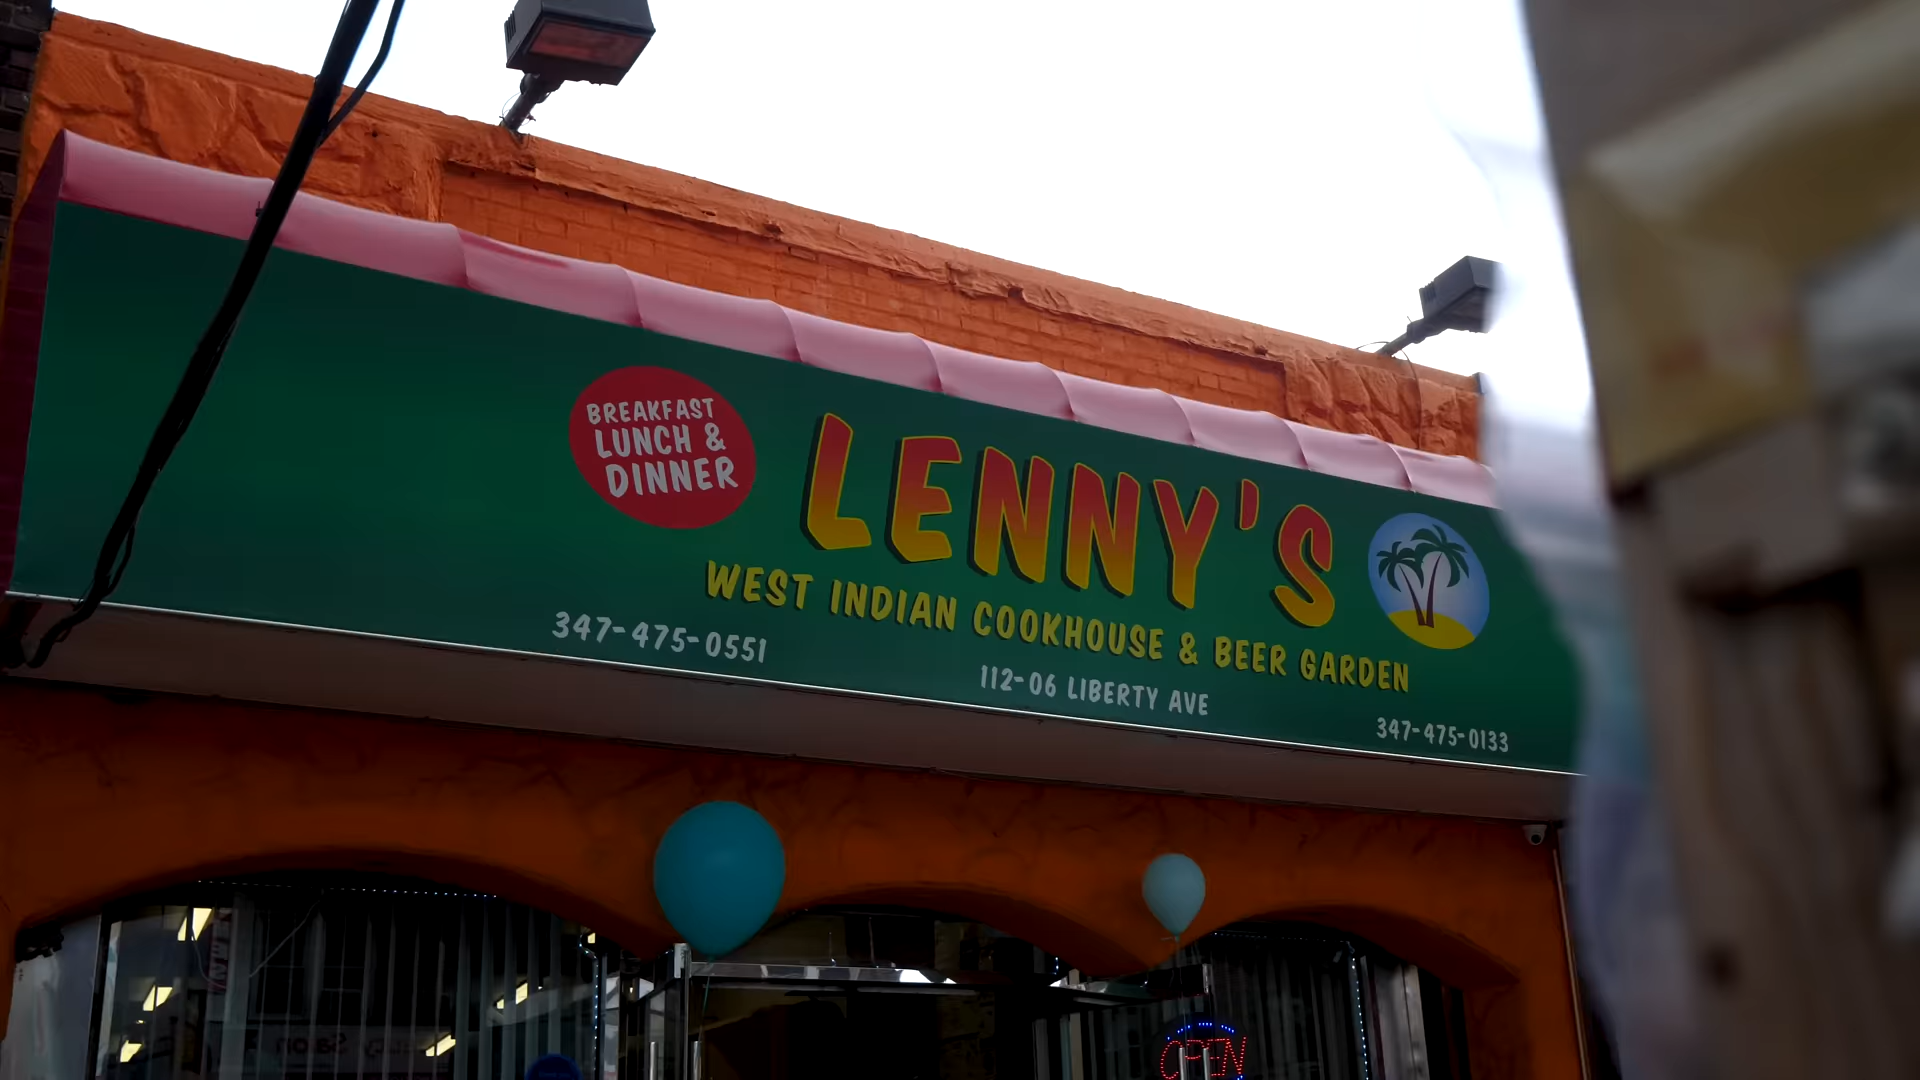 BREAKFAST
LUNCH &
DINNER
LENNY'S
WEST INDIAN COOKHOUSE & BEER GARDEN
347-475-0551
112-06 LIBERTY AVE
347-475-0133
OPEN